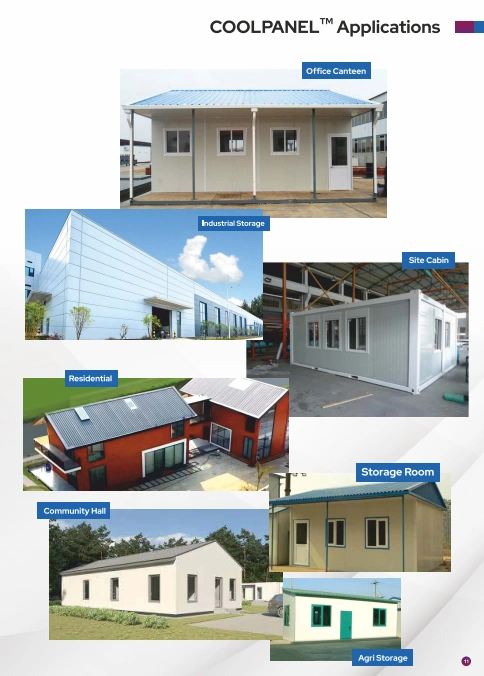 COOLPANEL™ Applications
Office Canteen
Industrial Storage
Site Cabin
Residential
Storage Room
Community Hall
Agri Storage
11